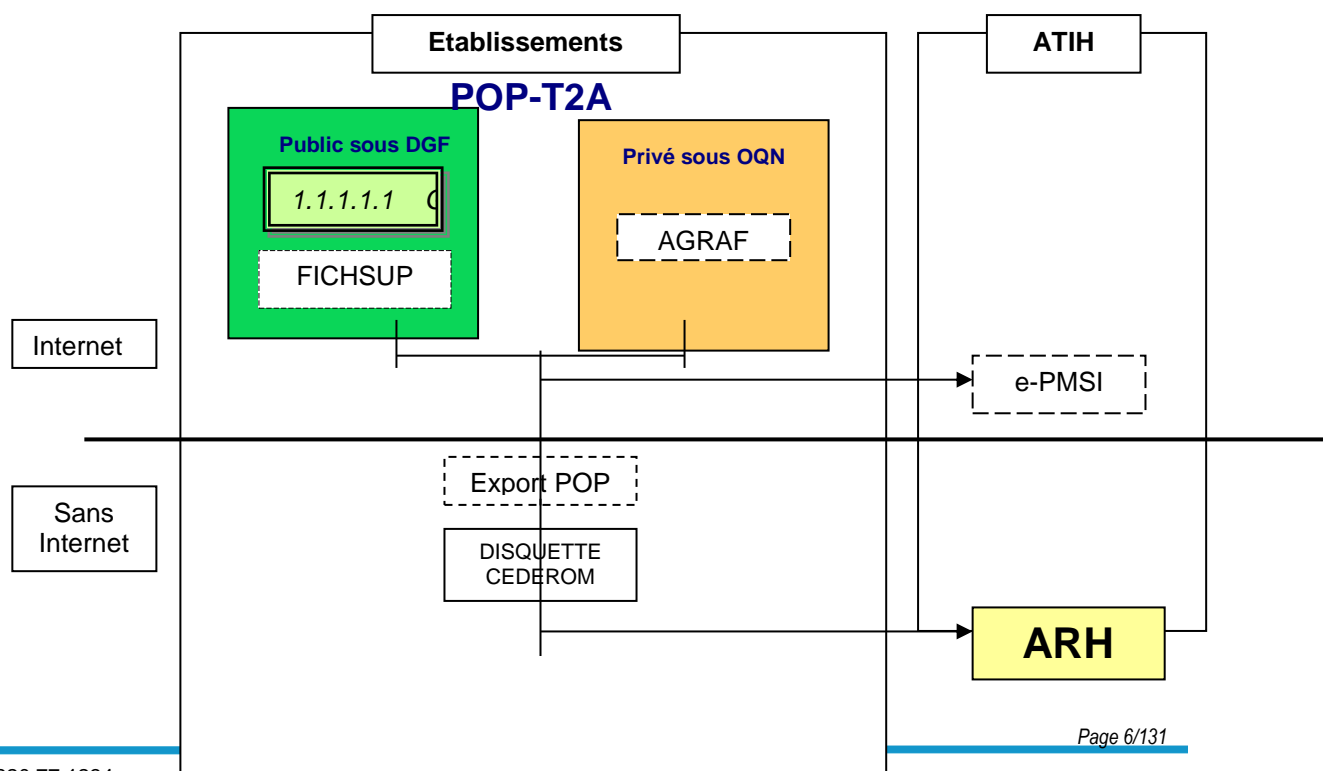 Etablissements
ATIH
POP-T2A
Public sous DGF
Privé sous OQN
1.1.1.1.1
AGRAF
FICHSUP
Internet
e-PMSI
Export POP
Sans
Internet
DISQUETTE
CEDEROM
ARH
Page 6/131